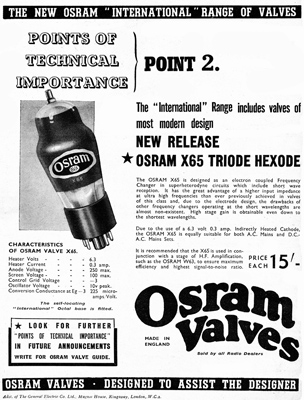 THE NEW OSRAM "INTERNATIONAL" RANGE OF VALVES
POINTS OF
TECHNICAL
IMPORTANCE
POINT 2.
The "International" Range includes valves of
most modern design
NEW RELEASE
★ OSRAM X65 TRIODE HEXODE
The OSRAM X65 is designed as an electron coupled Frequency
Changer in superheterodyne circuits which include short wave
reception. It has the great advantage of a higher input impedance
at ultra high frequencies than ever previously achieved in valves
of this class and, due to the electrode design, the drawbacks of
other frequency changers operating at the short wavelengths are
almost non-existent. High stage gain is obtainable even down to
the shortest wavelengths.
Due to the use of a 6.3 volt 0.3 amp. Indirectly Heated Cathode,
the OSRAM X65 is equally suitable for both A.C. Mains and D.C.-
A.C. Mains Sets.
It is recommended that the X65 is used in con-
junction with a stage of H.F. Amplification
such as the OSRAM W63, to ensure maximum
efficiency and highest signal-to-noise ratio.
PRICE
EACH 15/-
Osram
CHARACTERISTICS
OF OSRAM VALVE X65.
Heater Volts - - - 6.3
Heater Current - - 0.3 amp.
Anode Voltage - - 250 max.
Screen Voltage - - 100 max.
Control Grid Voltage - -3
Oscillator Voltage - 10v peak.
Conversion Conductance at Eg—3 225 micro-
amps. Volt.
The self-locating
"International" Octal base is fitted.
★ LOOK FOR FURTHER
"POINTS OF TECHNICAL IMPORTANCE"
IN FUTURE ANNOUNCEMENTS
WRITE FOR OSRAM VALVE GUIDE.
Osram
Valves
MADE IN
ENGLAND
Sold by all Radio Dealers
OSRAM VALVES • DESIGNED TO ASSIST THE DESIGNER
Advt. of The General Electric Co. Ltd., Magnet House, Kingsway, London, W.C.2.